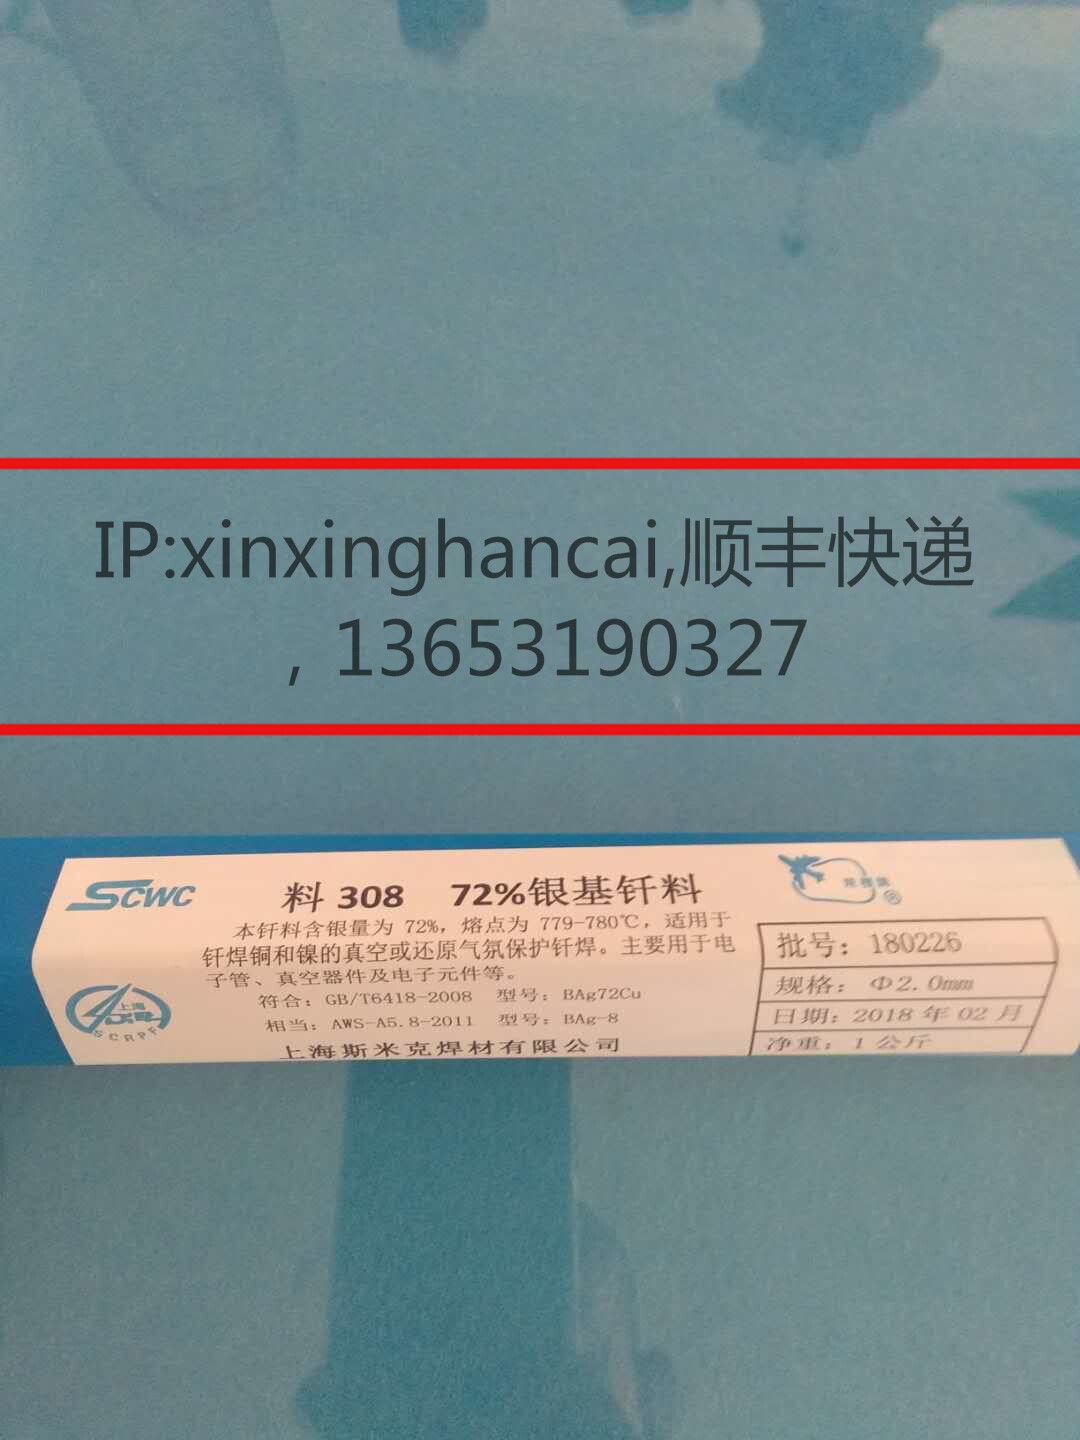 IP:xinxinghancai,顺丰快递
，13653190327
SCWC
料 308 72%银基钎料
本钎料含银量为 72%，熔点为 779-780℃，适用于
钎焊铜和镍的真空或还原气氛保护钎焊。主要用于电
子管、真空器件及电子元件等。
符合：GB/T6418-2008 型号：BAg72Cu
相当：AWS-A5.8-2011 型号：BAg-8
上海斯米克焊材有限公司
上海
SCRPF
®
批号：180226
规格：Φ2.0mm
日期：2018 年 02 月
净重：1 公斤